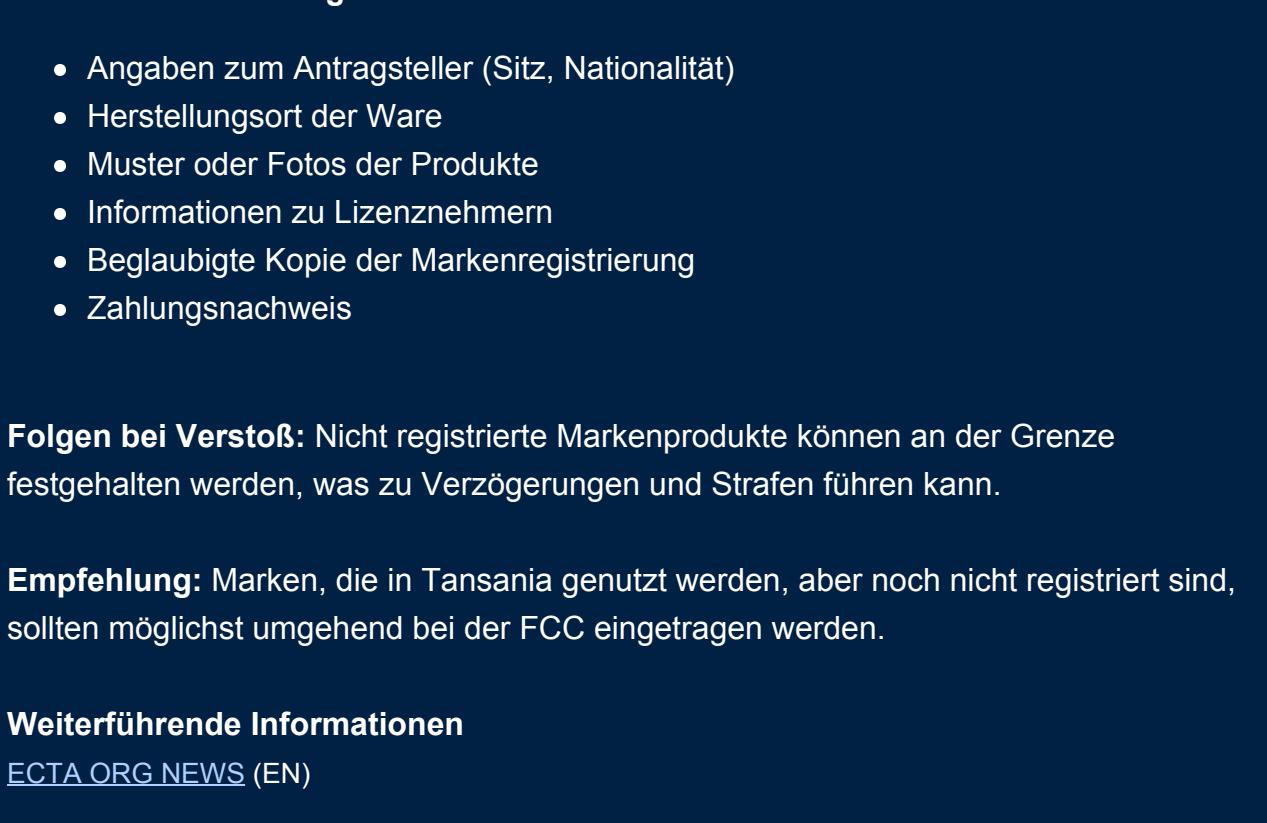 Angaben zum Antragsteller (Sitz, Nationalität)
Herstellungsort der Ware
Muster oder Fotos der Produkte
Informationen zu Lizenznehmern
Beglaubigte Kopie der Markenregistrierung
Zahlungsnachweis
Folgen bei Verstoß: Nicht registrierte Markenprodukte können an der Grenze
festgehalten werden, was zu Verzögerungen und Strafen führen kann.
Empfehlung: Marken, die in Tansania genutzt werden, aber noch nicht registriert sind,
sollten möglichst umgehend bei der FCC eingetragen werden.
Weiterführende Informationen
ECTA ORG NEWS (EN)